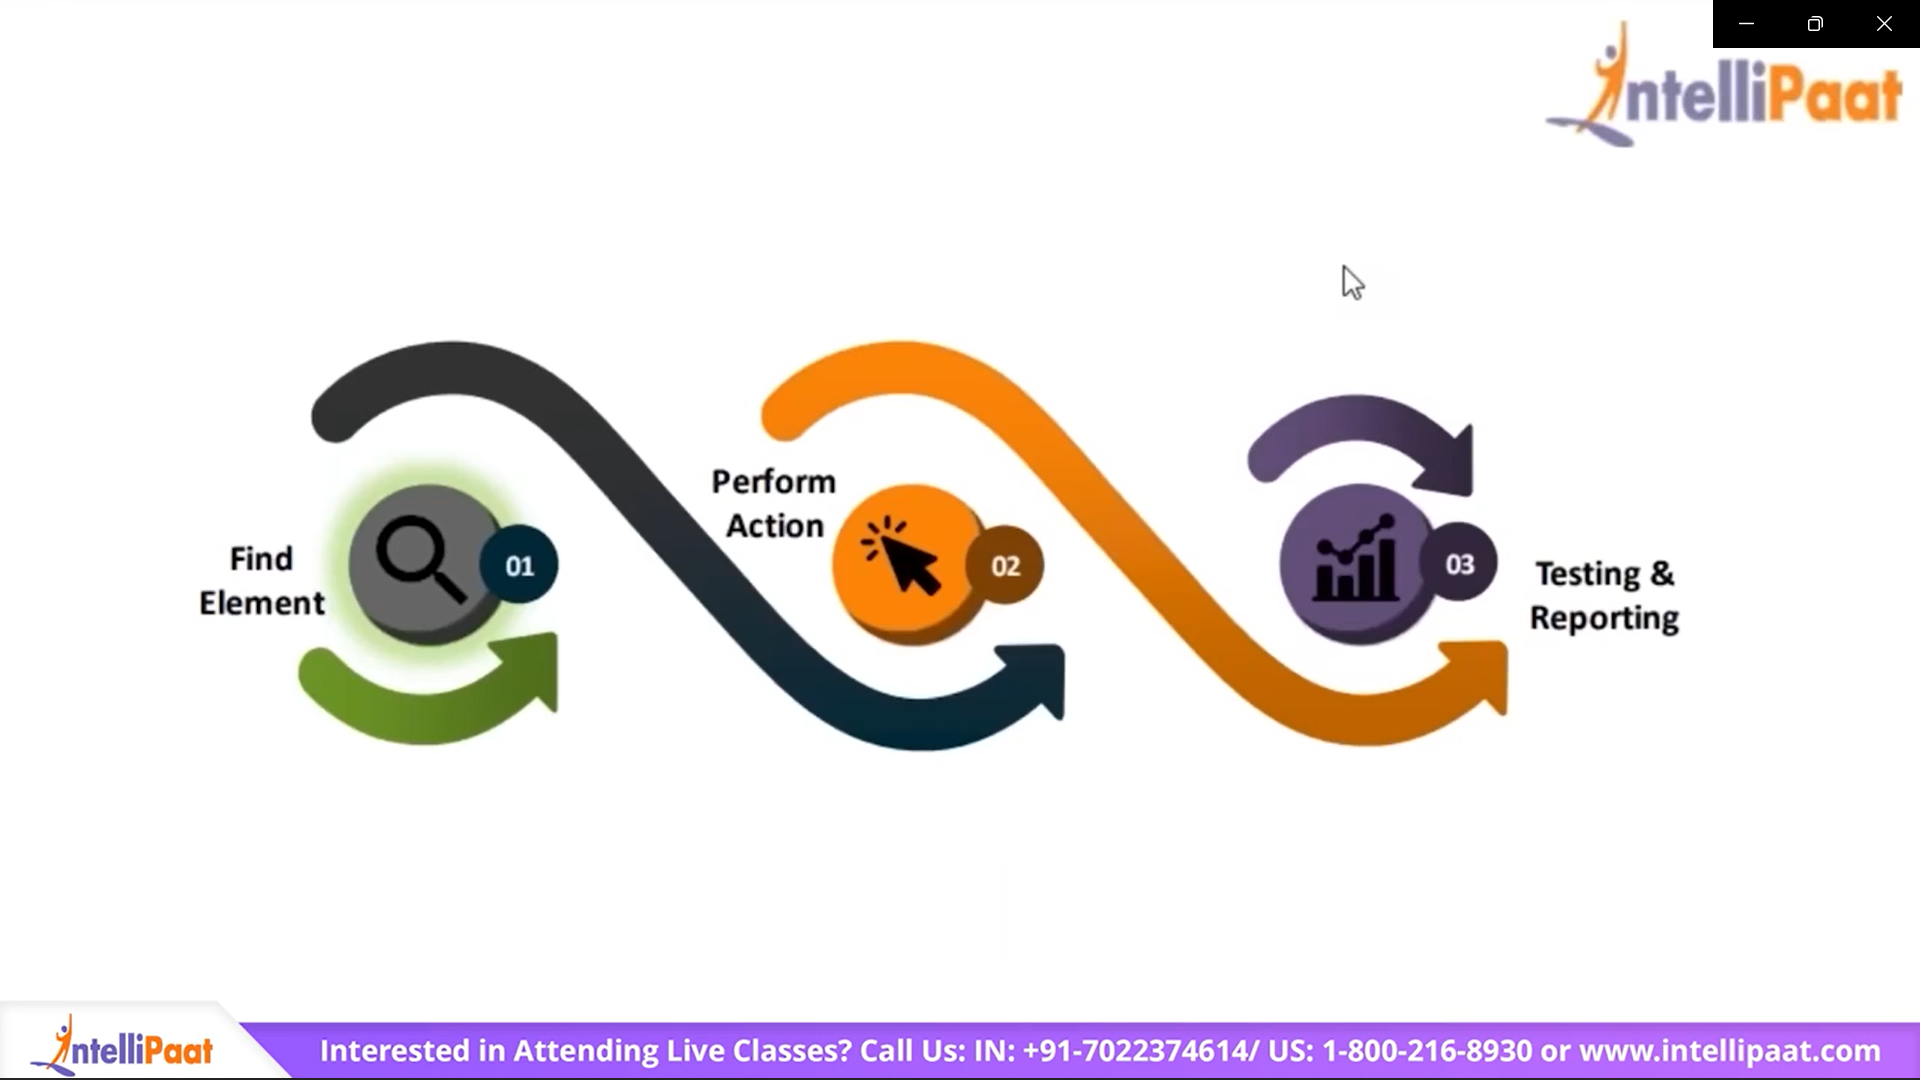 IntelliPaat
Perform
Action
Find
Element
01
02
03
Testing &
Reporting
IntelliPaat
Interested in Attending Live Classes? Call Us: IN: +91-7022374614/ US: 1-800-216-8930 or www.intellipaat.com